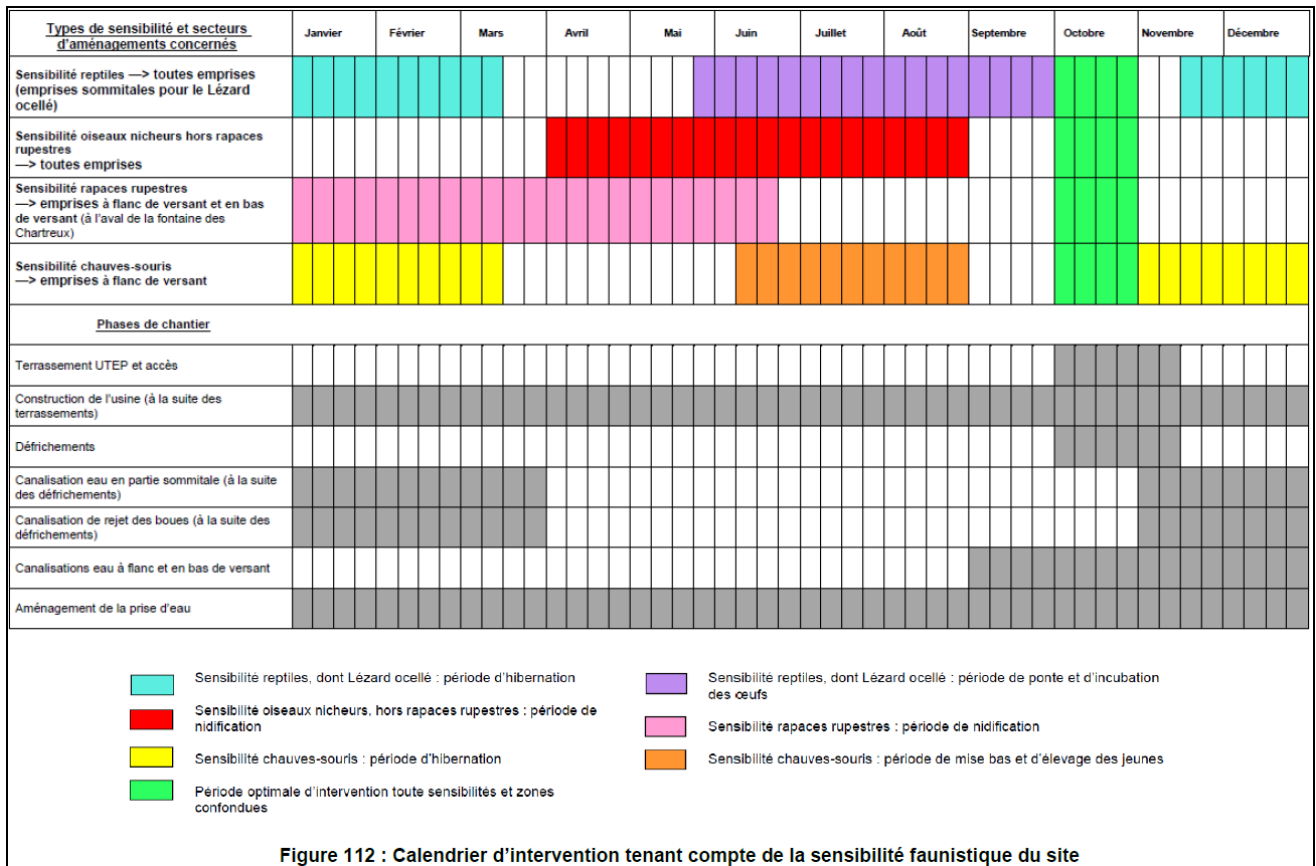 Types de sensibilité et secteurs
d'aménagements concernés
Janvier Février Mars Avril Mai Juin Juillet Août Septembre Octobre Novembre Décembre
Sensibilité reptiles —> toutes emprises
(emprises sommitales pour le Lézard
ocellé)
Sensibilité oiseaux nicheurs hors rapaces
rupestres
—> toutes emprises
Sensibilité rapaces rupestres
—> emprises à flanc de versant et en bas
de versant (à l'aval de la fontaine des
Chartreux)
Sensibilité chauves-souris
—> emprises à flanc de versant
Phases de chantier
Terrassement UTEP et accès
Construction de l'usine (à la suite des
terrassements)
Défrichements
Canalisation eau en partie sommitale (à la suite
des défrichements)
Canalisation de rejet des boues (à la suite des
défrichements)
Canalisations eau à flanc et en bas de versant
Aménagement de la prise d'eau
Sensibilité reptiles, dont Lézard ocellé : période d'hibernation
Sensibilité oiseaux nicheurs, hors rapaces rupestres : période de
nidification
Sensibilité chauves-souris : période d'hibernation
Période optimale d'intervention toute sensibilités et zones
confondues
Sensibilité reptiles, dont Lézard ocellé : période de ponte et d'incubation
des œufs
Sensibilité rapaces rupestres : période de nidification
Sensibilité chauves-souris : période de mise bas et d'élevage des jeunes
Figure 112 : Calendrier d'intervention tenant compte de la sensibilité faunistique du site